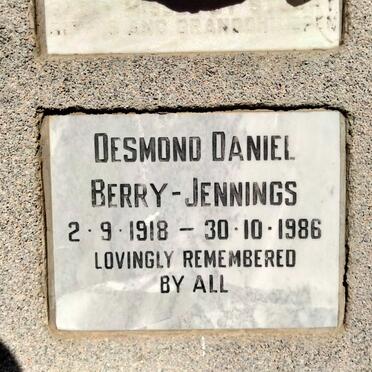 DESMOND DANIEL
BERRY-JENNINGS
2·9·1918 – 30·10·1986
LOVINGLY REMEMBERED
BY ALL